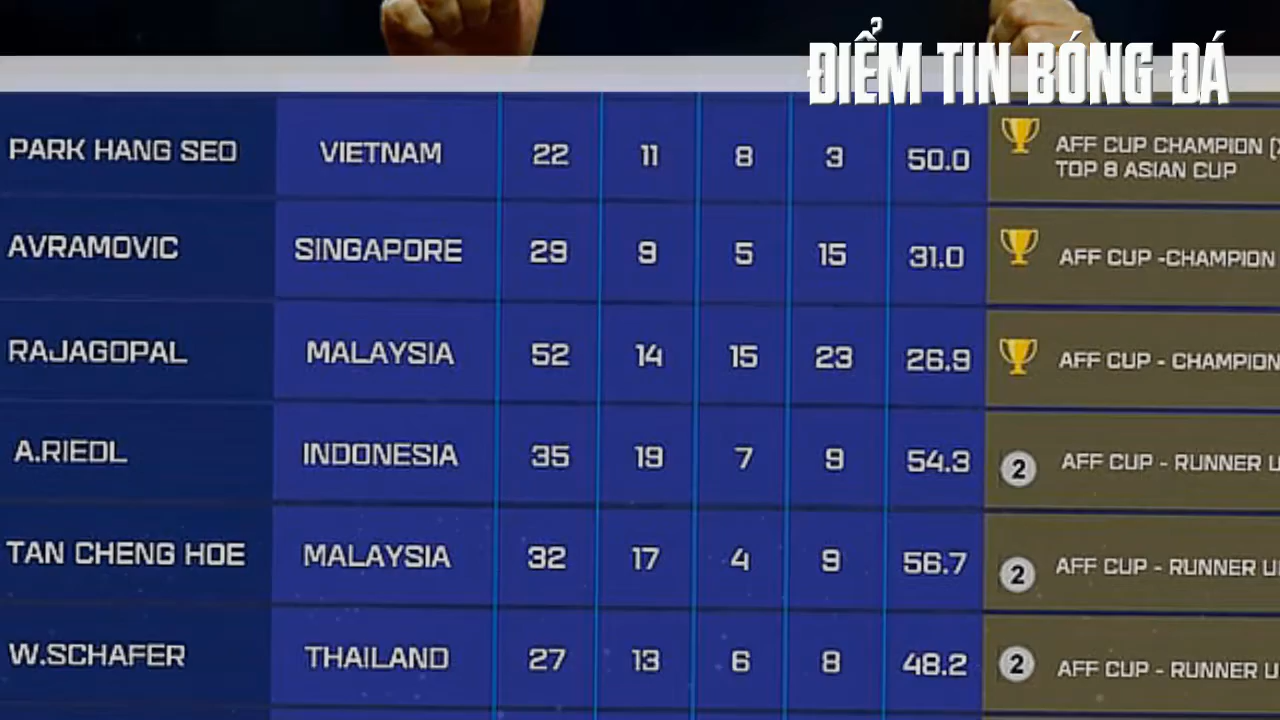 ĐIỂM TIN BÓNG ĐÁ
PARK HANG SEO VIETNAM 22 11 8 3 50.0 AFF CUP CHAMPION
TOP 8 ASIAN CUP
AVRAMOVIC SINGAPORE 29 9 5 15 31.0 AFF CUP -CHAMPION
RAJAGOPAL MALAYSIA 52 14 15 23 26.9 AFF CUP - CHAMPION
A.RIEDL INDONESIA 35 19 7 9 54.3 2 AFF CUP - RUNNER
TAN CHENG HOE MALAYSIA 32 17 4 9 56.7 2 AFF CUP - RUNNER
W.SCHAFER THAILAND 27 13 6 8 48.2 2 AFF CUP - RUNNER